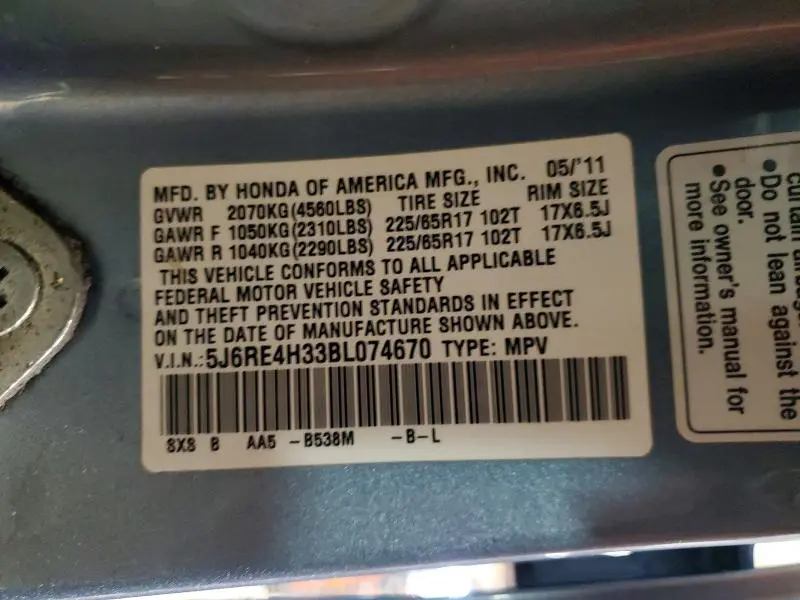 MFD. BY HONDA OF AMERICA MFG., INC. 05/'11
GVWR 2070KG(4560LBS) TIRE SIZE RIM SIZE
GAWR F 1050KG(2310LBS) 225/65R17 102T 17X6.5J
GAWR R 1040KG(2290LBS) 225/65R17 102T 17X6.5J
THIS VEHICLE CONFORMS TO ALL APPLICABLE
FEDERAL MOTOR VEHICLE SAFETY
AND THEFT PREVENTION STANDARDS IN EFFECT
ON THE DATE OF MANUFACTURE SHOWN ABOVE.
V.I.N.:5J6RE4H33BL074670 TYPE: MPV
SXS B AA5 -B538M -B-L
• Do not lean against the
door.
• See owner's manual for
more information.